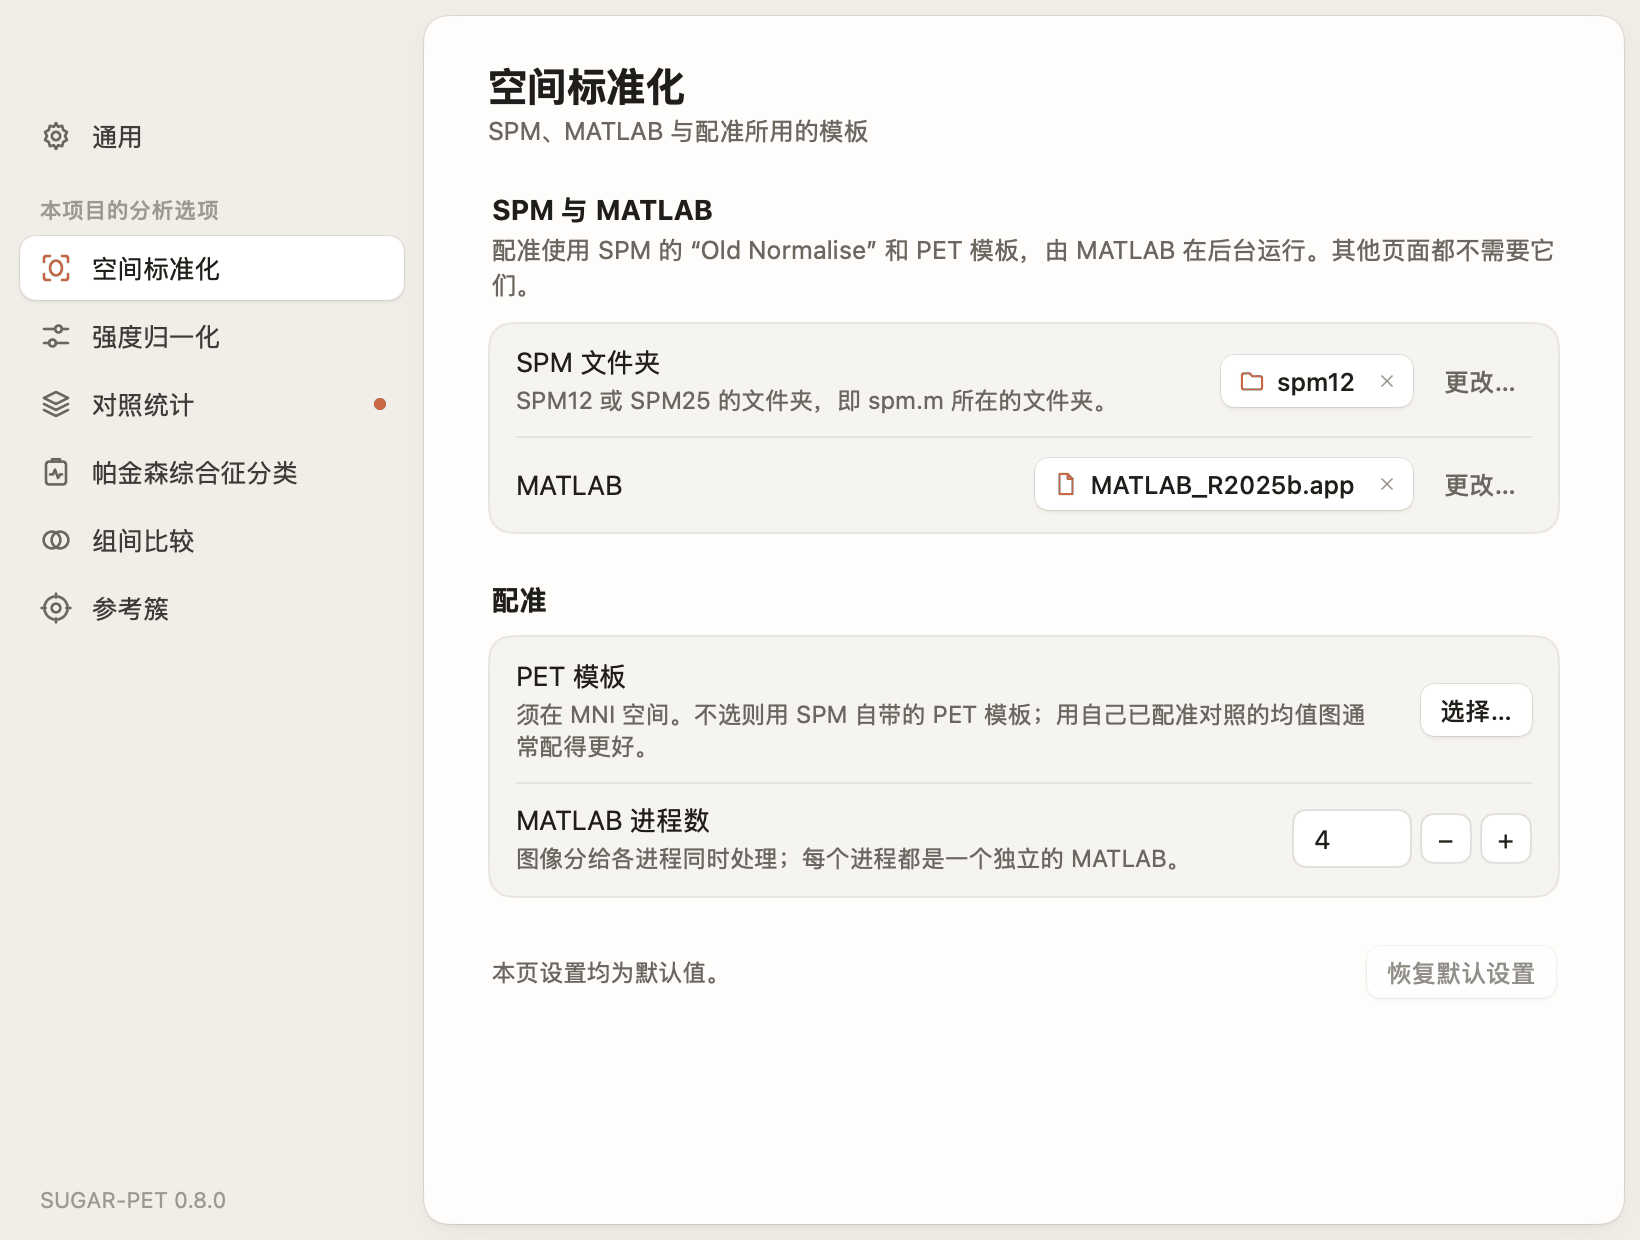 通用
本项目的分析选项
空间标准化
强度归一化
对照统计
帕金森综合征分类
组间比较
参考簇
SUGAR-PET 0.8.0
空间标准化
SPM、MATLAB 与配准所用的模板
SPM 与 MATLAB
配准使用 SPM 的 “Old Normalise” 和 PET 模板，由 MATLAB 在后台运行。其他页面都不需要它
们。
SPM 文件夹
SPM12 或 SPM25 的文件夹，即 spm.m 所在的文件夹。
spm12 ×
更改...
MATLAB
MATLAB_R2025b.app ×
更改...
配准
PET 模板
须在 MNI 空间。不选则用 SPM 自带的 PET 模板；用自己已配准对照的均值图通
常配得更好。
选择...
MATLAB 进程数
图像分给各进程同时处理；每个进程都是一个独立的 MATLAB。
4 − +
本页设置均为默认值。
恢复默认设置